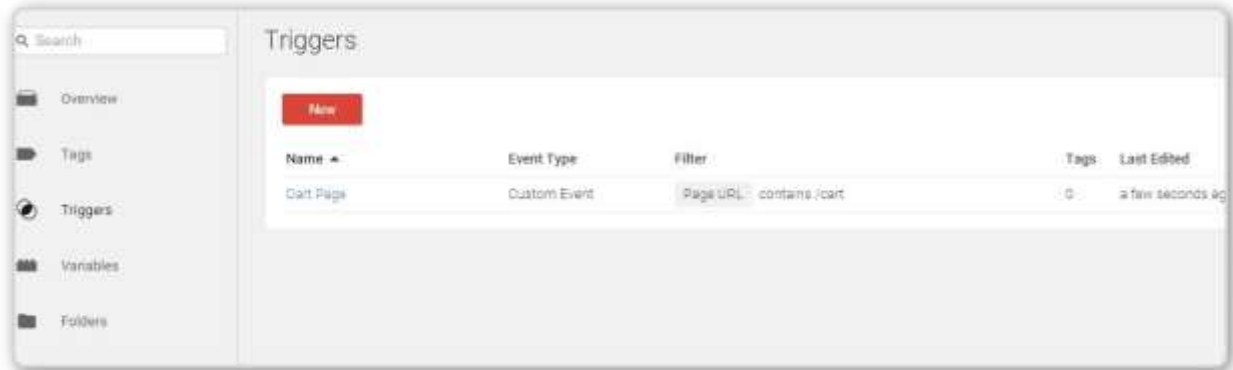 Search
Overview
Tags
Triggers
Variables
Folders
Triggers
New
Name Event Type Filter Tags Last Edited
Cart Page Custom Event Page URL contains /cart 0 a few seconds ag